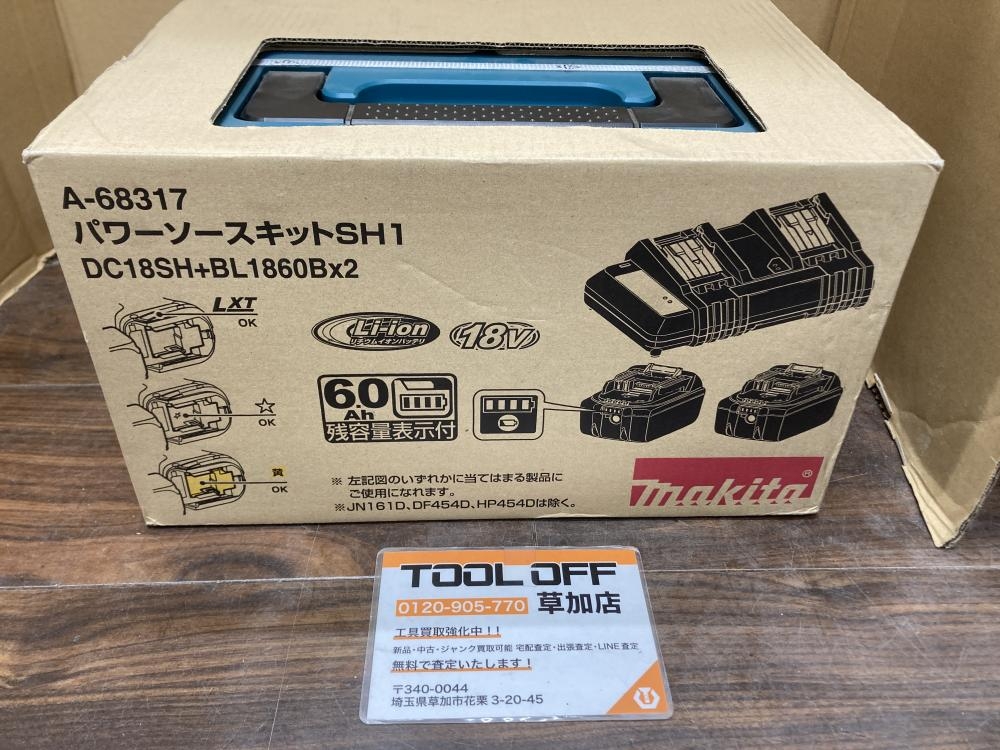 A-68317
パワーソースキットSH1
DC18SH+BL1860Bx2
LXT
OK
☆
OK
黄
OK
Li-ion
リチウムイオンバッテリ
18V
6.0
Ah
残容量表示付
※ 左記図のいずれかに当てはまる製品に
ご使用になれます。
※JN161D、DF454D、HP454Dは除く。
makita®
TOOL OFF
0120-905-770 草加店
工具買取強化中!!
新品・中古・ジャンク買取可能 宅配査定・出張査定・LINE査定
無料で査定いたします!
〒340-0044
埼玉県草加市花栗 3-20-45